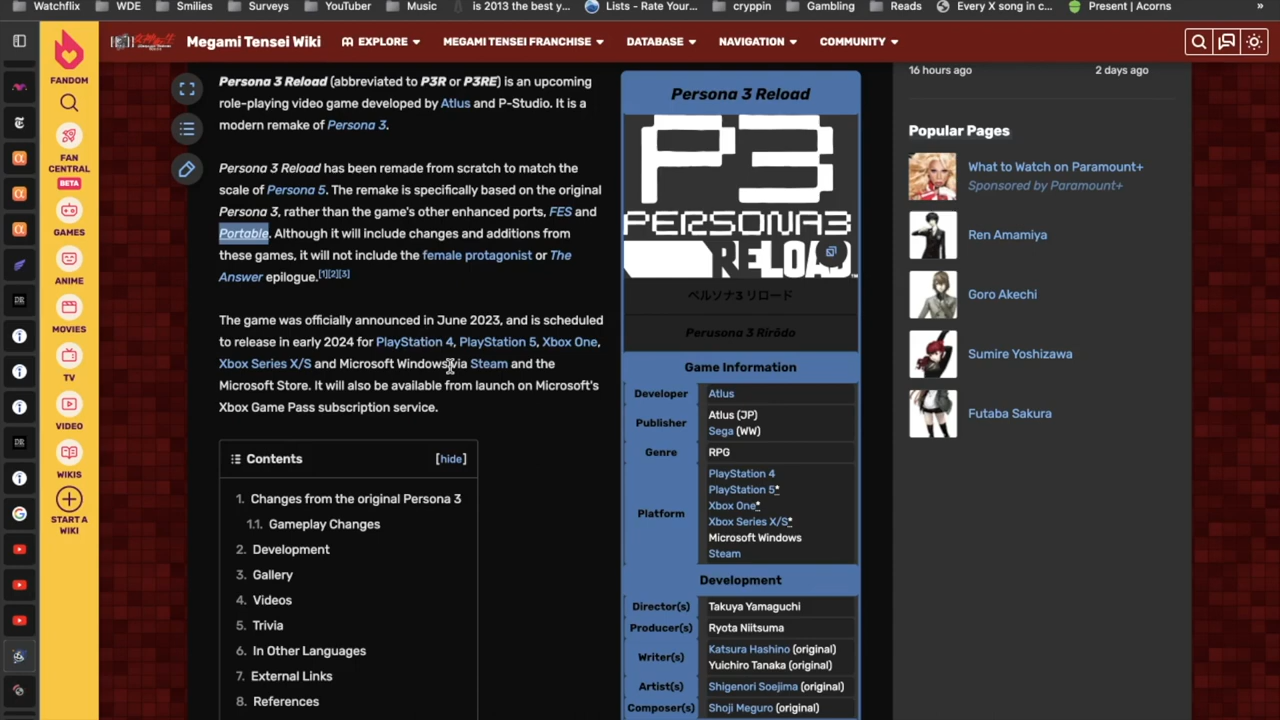 Watchflix
WDE
Smilies
Surveys
YouTuber
Music
is 2013 the best y...
Lists - Rate Your...
cryppin
Gambling
Reads
Every X song in c...
Present | Acorns
»
Megami Tensei Wiki
EXPLORE
MEGAMI TENSEI FRANCHISE
DATABASE
NAVIGATION
COMMUNITY
FANDOM
FAN
CENTRAL
BETA
GAMES
ANIME
MOVIES
TV
VIDEO
WIKIS
START A
WIKI
DR
DR
Persona 3 Reload (abbreviated to P3R or P3RE) is an upcoming
role-playing video game developed by Atlus and P-Studio. It is a
modern remake of Persona 3.
Persona 3 Reload has been remade from scratch to match the
scale of Persona 5. The remake is specifically based on the original
Persona 3, rather than the game's other enhanced ports, FES and
Portable. Although it will include changes and additions from
these games, it will not include the female protagonist or The
Answer epilogue.[1][2][3]
The game was officially announced in June 2023, and is scheduled
to release in early 2024 for PlayStation 4, PlayStation 5, Xbox One,
Xbox Series X/S and Microsoft Windows via Steam and the
Microsoft Store. It will also be available from launch on Microsoft's
Xbox Game Pass subscription service.
Contents [hide]
1. Changes from the original Persona 3
1.1. Gameplay Changes
2. Development
3. Gallery
4. Videos
5. Trivia
6. In Other Languages
7. External Links
8. References
Persona 3 Reload
P3
PERSONA3
RELOAD
ペルソナ3 リロード
Perusona 3 Rirōdo
Game Information
Developer Atlus
Publisher Atlus (JP)
Sega (WW)
Genre RPG
Platform PlayStation 4
PlayStation 5*
Xbox One*
Xbox Series X/S*
Microsoft Windows
Steam
Development
Director(s) Takuya Yamaguchi
Producer(s) Ryota Niitsuma
Writer(s) Katsura Hashino (original)
Yuichiro Tanaka (original)
Artist(s) Shigenori Soejima (original)
Composer(s) Shoji Meguro (original)
16 hours ago 2 days ago
Popular Pages
What to Watch on Paramount+
Sponsored by Paramount+
Ren Amamiya
Goro Akechi
Sumire Yoshizawa
Futaba Sakura